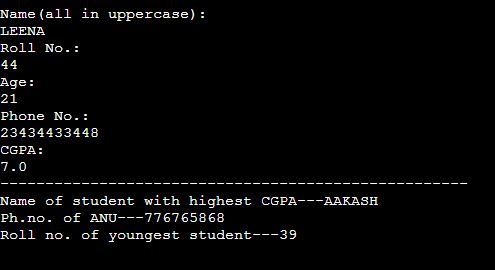 Name(all in uppercase):
LEENA
Roll No.:
44
Age:
21
Phone No.:
23434433448
CGPA:
7.0
----------------------------------------------------
Name of student with highest CGPA---AAKASH
Ph.no. of ANU---776765868
Roll no. of youngest student---39